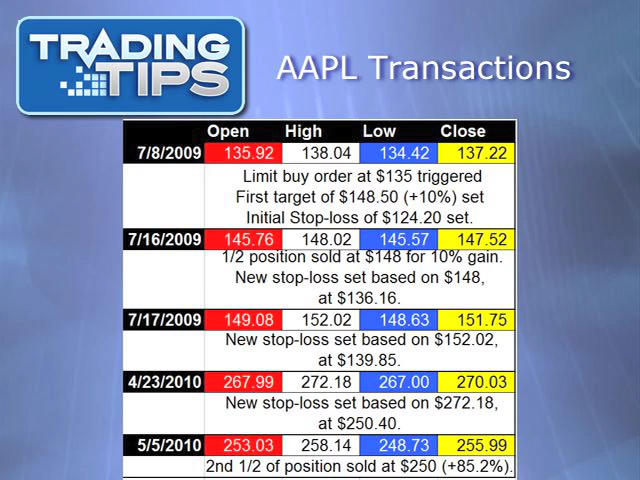 TRADING
TIPS
AAPL Transactions
Open High Low Close
7/8/2009 135.92 138.04 134.42 137.22
Limit buy order at $135 triggered
First target of $148.50 (+10%) set
Initial Stop-loss of $124.20 set.
7/16/2009 145.76 148.02 145.57 147.52
1/2 position sold at $148 for 10% gain.
New stop-loss set based on $148,
at $136.16.
7/17/2009 149.08 152.02 148.63 151.75
New stop-loss set based on $152.02,
at $139.85.
4/23/2010 267.99 272.18 267.00 270.03
New stop-loss set based on $272.18,
at $250.40.
5/5/2010 253.03 258.14 248.73 255.99
2nd 1/2 of position sold at $250 (+85.2%).